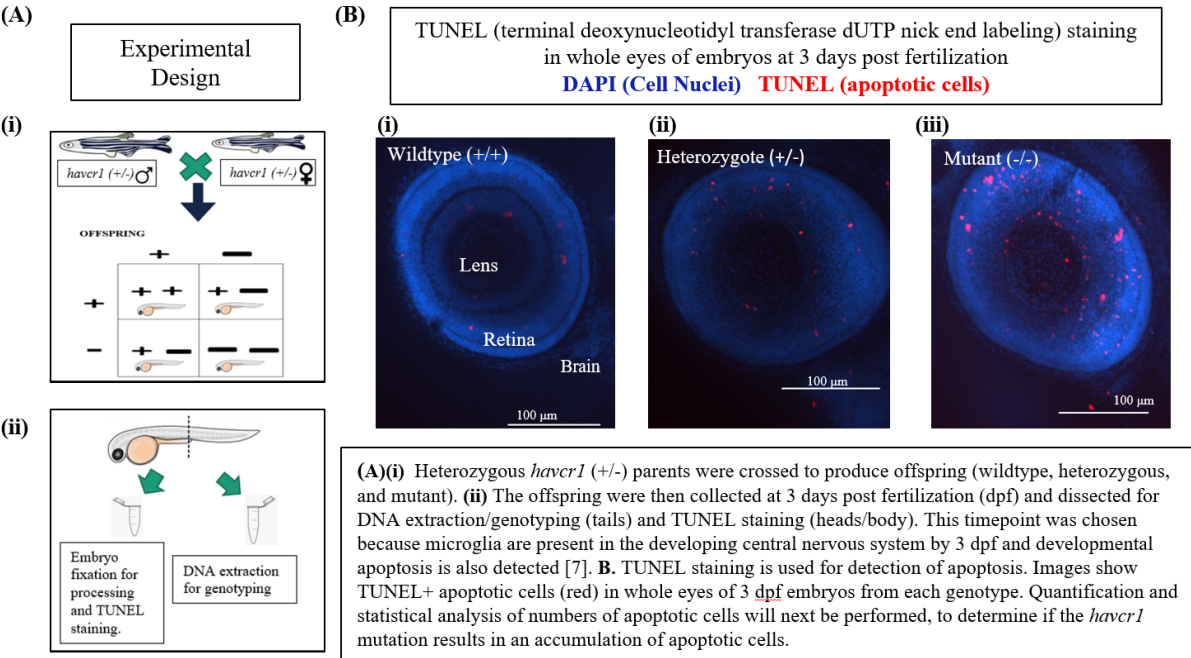 (A)
Experimental
Design
(i)
havcr1 (+/-)♂
havcr1 (+/-)♀
OFFSPRING
(ii)
Embryo
fixation for
processing
and TUNEL
staining.
DNA extraction
for genotyping
(B)
TUNEL (terminal deoxynucleotidyl transferase dUTP nick end labeling) staining
in whole eyes of embryos at 3 days post fertilization
DAPI (Cell Nuclei) TUNEL (apoptotic cells)
(i)
Wildtype (+/+)
Lens
Retina
Brain
100 μm
(ii)
Heterozygote (+/-)
100 μm
(iii)
Mutant (-/-)
100 μm
(A)(i) Heterozygous havcr1 (+/-) parents were crossed to produce offspring (wildtype, heterozygous,
and mutant). (ii) The offspring were then collected at 3 days post fertilization (dpf) and dissected for
DNA extraction/genotyping (tails) and TUNEL staining (heads/body). This timepoint was chosen
because microglia are present in the developing central nervous system by 3 dpf and developmental
apoptosis is also detected [7]. B. TUNEL staining is used for detection of apoptosis. Images show
TUNEL+ apoptotic cells (red) in whole eyes of 3 dpf embryos from each genotype. Quantification and
statistical analysis of numbers of apoptotic cells will next be performed, to determine if the havcr1
mutation results in an accumulation of apoptotic cells.